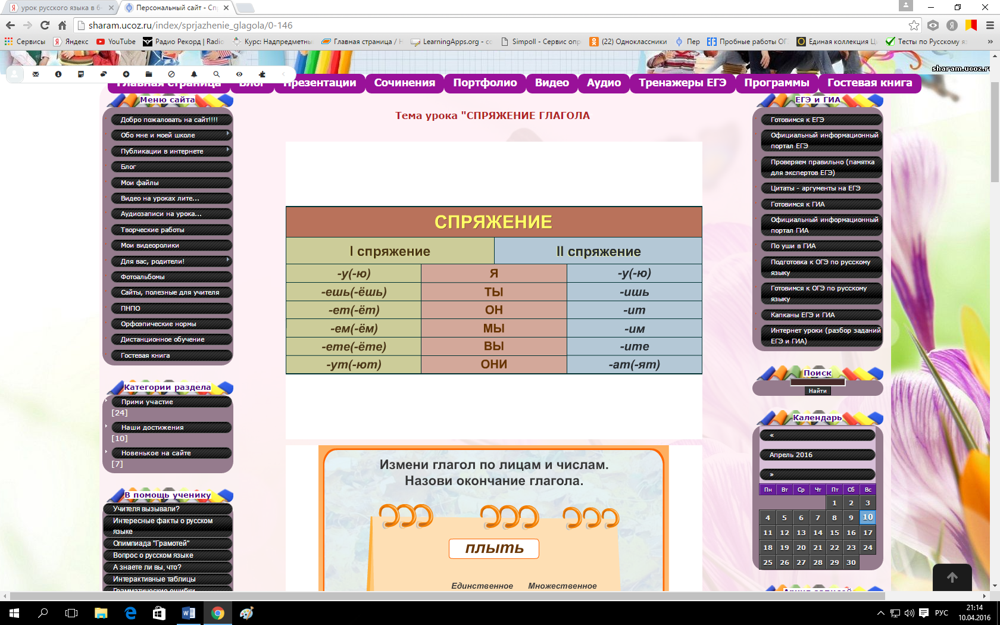 урок русского языка в 6-
Персональный сайт - Спр
sharam.ucoz.ru/index/sprjazhenie_glagola/0-146
Сервисы
Яндекс
YouTube
Радио Рекорд | Radio
Курс: Надпредметны
Главная страница / Н
LearningApps.org - со
Simpoll - Сервис опр
(22) Одноклассники
Пер
Пробные работы ОГ
Единая коллекция Ц
Тесты по Русскому яз
»
sharam.ucoz.r
Главная страница
Блог
Презентации
Сочинения
Портфолио
Видео
Аудио
Тренажеры ЕГЭ
Программы
Гостевая книга
Меню сайта
Добро пожаловать на сайт!!!!
Обо мне и моей школе
Публикации в интернете
Блог
Мои файлы
Видео на уроках лите...
Аудиозаписи на урока...
Творческие работы
Мои видеоролики
Для вас, родители!
Фотоальбомы
Сайты, полезные для учителя
ПНПО
Орфоэпические нормы
Дистанционное обучение
Гостевая книга
Категории раздела
Прими участие
[24]
Наши достижения
[10]
Новенькое на сайте
[7]
В помощь ученику
Учителя вызывали?
Интересные факты о русском
языке
Олимпиада "Грамотей"
Вопрос о русском языке
А знаете ли вы, что?
Интерактивные таблицы
Грамматические ошибки
Тема урока "СПРЯЖЕНИЕ ГЛАГОЛА
СПРЯЖЕНИЕ
I спряжение II спряжение
-у(-ю) Я -у(-ю)
-ешь(-ёшь) ТЫ -ишь
-ет(-ёт) ОН -ит
-ем(-ём) МЫ -им
-ете(-ёте) ВЫ -ите
-ут(-ют) ОНИ -ат(-ят)
Измени глагол по лицам и числам.
Назови окончание глагола.
плыть
Единственное Множественное
ЕГЭ и ГИА
Готовимся к ЕГЭ
Официальный информационный
портал ЕГЭ
Проверяем правильно (памятка
для экспертов ЕГЭ)
Цитаты - аргументы на ЕГЭ
Готовимся к ГИА
Официальный информационный
портал ГИА
По уши в ГИА
Подготовка к ОГЭ по русскому
языку
Готовимся к ОГЭ по русскому
языку
Капканы ЕГЭ и ГИА
Интернет уроки (разбор заданий
ЕГЭ и ГИА)
Поиск
Найти
Календарь
«
Апрель 2016
»
Пн Вт Ср Чт Пт Сб Вс
1 2 3
4 5 6 7 8 9 10
11 12 13 14 15 16 17
18 19 20 21 22 23 24
25 26 27 28 29 30
Архив записей
РУС
21:14
10.04.2016